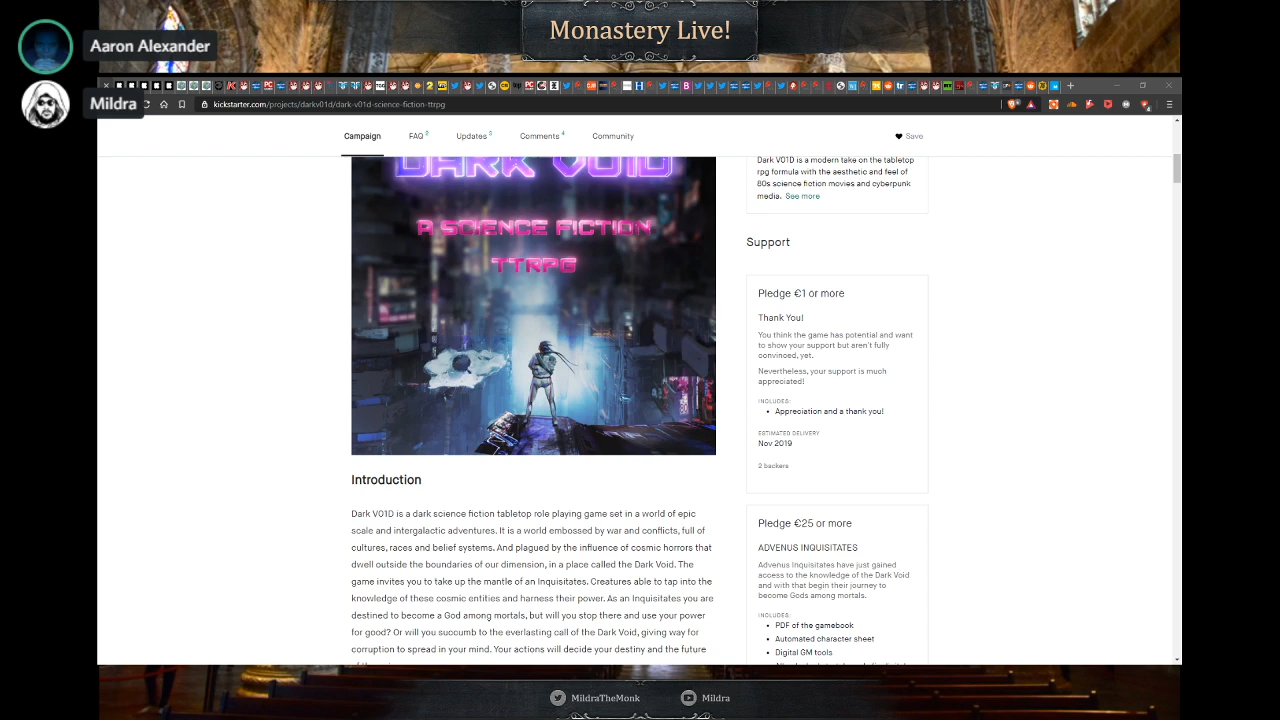 Monastery Live!
Aaron Alexander
Mildra
kickstarter.com/projects/darkv01d/dark-v01d-science-fiction-ttrpg
Campaign
FAQ 2
Updates 3
Comments 4
Community
Save
DARK VOID
A SCIENCE FICTION
TTRPG
Introduction
Dark V01D is a dark science fiction tabletop role playing game set in a world of epic
scale and intergalactic adventures. It is a world embossed by war and conflicts, full of
cultures, races and belief systems. And plagued by the influence of cosmic horrors that
dwell outside the boundaries of our dimension, in a place called the Dark Void. The
game invites you to take up the mantle of an Inquisitates. Creatures able to tap into the
knowledge of these cosmic entities and harness their power. As an Inquisitates you are
destined to become a God among mortals, but will you stop there and use your power
for good? Or will you succumb to the everlasting call of the Dark Void, giving way for
corruption to spread in your mind. Your actions will decide your destiny and the future
Dark V01D is a modern take on the tabletop
rpg formula with the aesthetic and feel of
80s science fiction movies and cyberpunk
media. See more
Support
Pledge €1 or more
Thank You!
You think the game has potential and want
to show your support but aren't fully
convinced, yet.
Nevertheless, your support is much
appreciated!
INCLUDES:
• Appreciation and a thank you!
ESTIMATED DELIVERY
Nov 2019
2 backers
Pledge €25 or more
ADVENUS INQUISITATES
Advenus Inquisitates have just gained
access to the knowledge of the Dark Void
and with that begin their journey to
become Gods among mortals.
INCLUDES:
• PDF of the gamebook
• Automated character sheet
• Digital GM tools
MildraTheMonk
Mildra